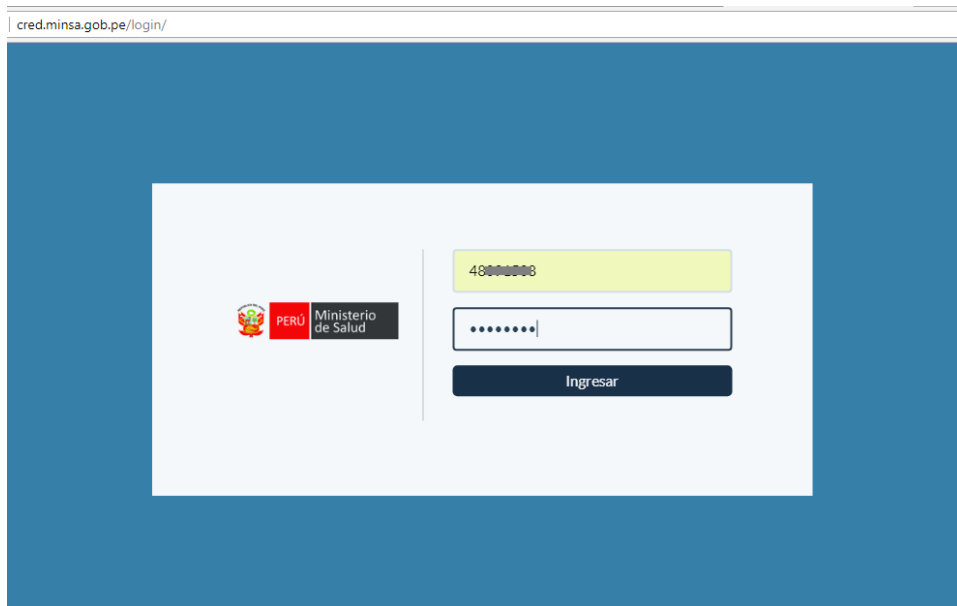 cred.minsa.gob.pe/login/
PERÚ
Ministerio
de Salud
••••••••
Ingresar